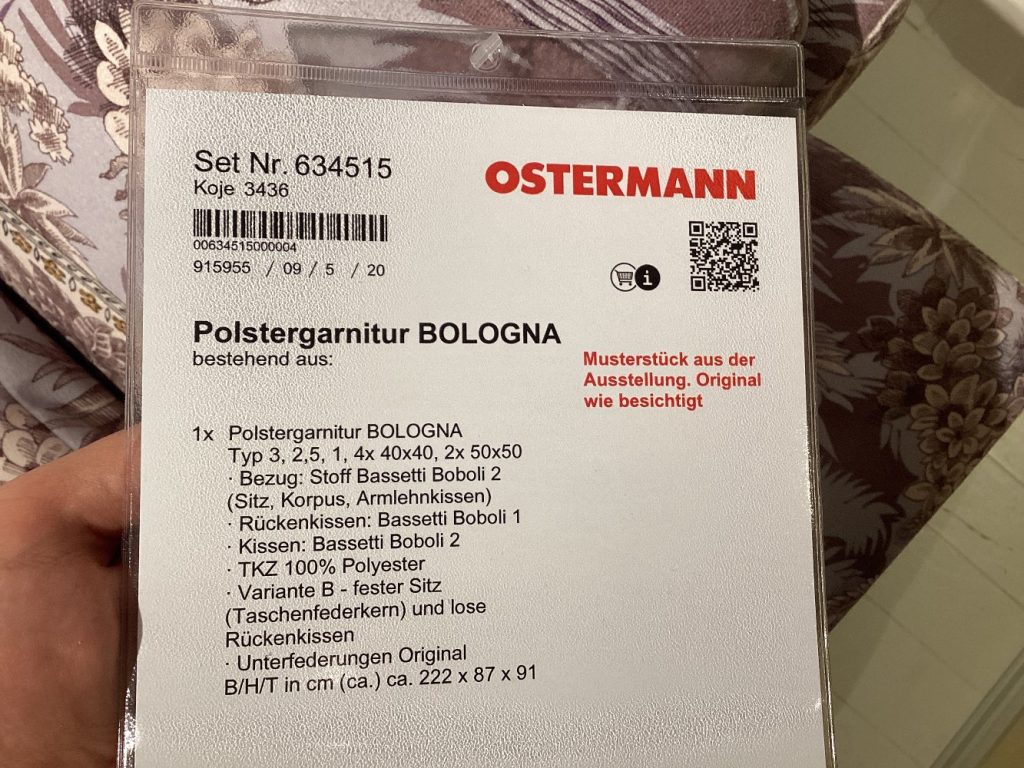 Set Nr. 634515
Koje 3436
OSTERMANN
00634515000004
915955 / 09 / 5 / 20
i
Polstergarnitur BOLOGNA
bestehend aus:
Musterstück aus der
Ausstellung. Original
wie besichtigt
1x Polstergarnitur BOLOGNA
Typ 3, 2,5, 1, 4x 40x40, 2x 50x50
· Bezug: Stoff Bassetti Boboli 2
(Sitz, Korpus, Armlehnkissen)
· Rückenkissen: Bassetti Boboli 1
· Kissen: Bassetti Boboli 2
· TKZ 100% Polyester
· Variante B - fester Sitz
(Taschenfederkern) und lose
Rückenkissen
· Unterfederungen Original
B/H/T in cm (ca.) ca. 222 x 87 x 91